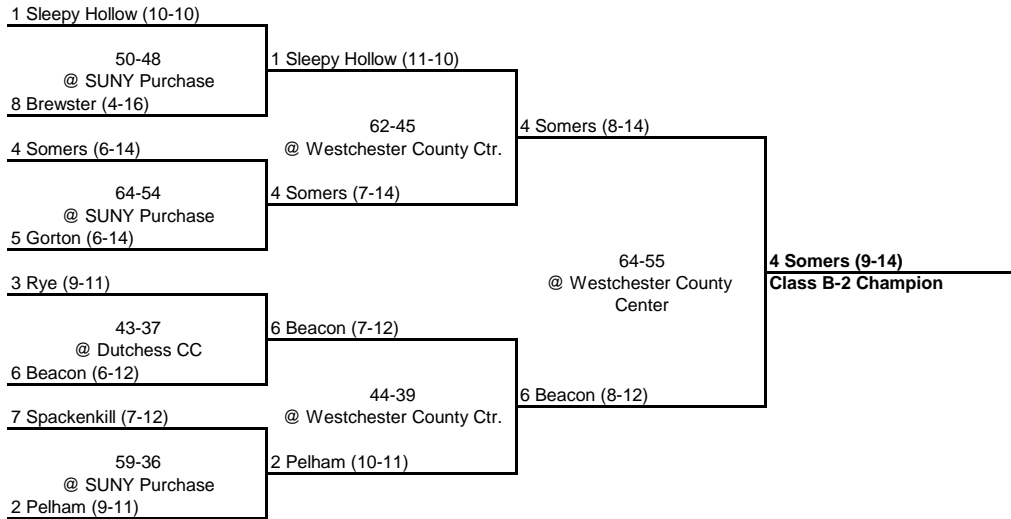 1 Sleepy Hollow (10-10)
50-48
@ SUNY Purchase
8 Brewster (4-16)
4 Somers (6-14)
64-54
@ SUNY Purchase
5 Gorton (6-14)
3 Rye (9-11)
43-37
@ Dutchess CC
6 Beacon (6-12)
7 Spackenkill (7-12)
59-36
@ SUNY Purchase
2 Pelham (9-11)
1 Sleepy Hollow (11-10)
62-45
@ Westchester County Ctr.
4 Somers (7-14)
6 Beacon (7-12)
44-39
@ Westchester County Ctr.
2 Pelham (10-11)
4 Somers (8-14)
64-55
@ Westchester County
Center
6 Beacon (8-12)
4 Somers (9-14)
Class B-2 Champion